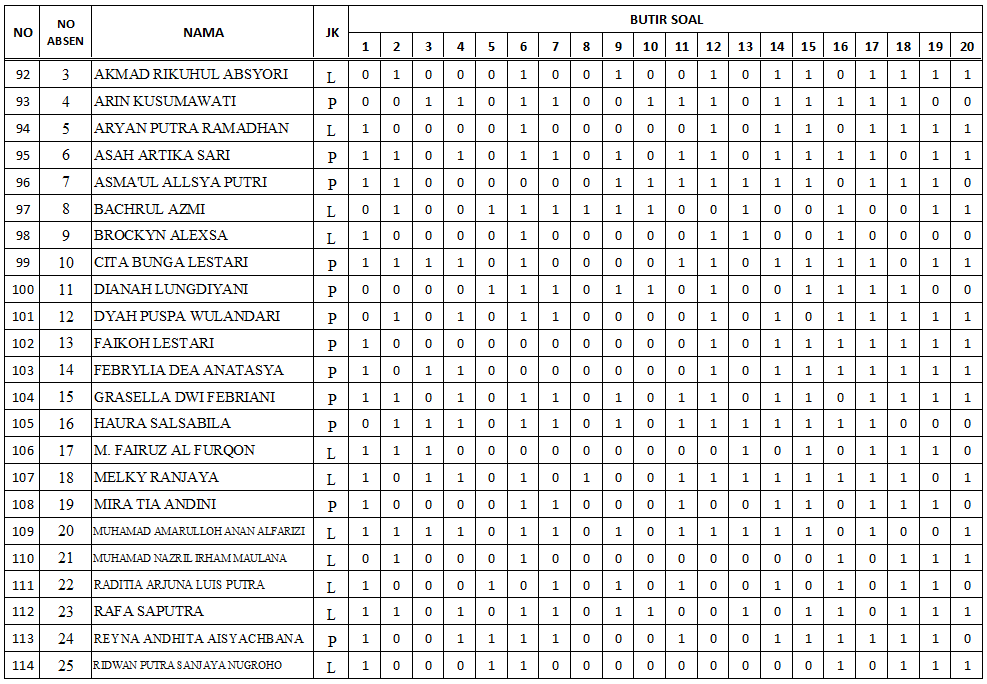 NO NO ABSEN NAMA JK BUTIR SOAL
1 2 3 4 5 6 7 8 9 10 11 12 13 14 15 16 17 18 19 20
92 3 AKMAD RIKUHUL ABSYORI L 0 1 0 0 0 1 0 0 1 0 0 1 0 1 1 0 1 1 1 1
93 4 ARIN KUSUMAWATI P 0 0 1 1 0 1 1 0 0 1 1 1 0 1 1 1 1 1 0 0
94 5 ARYAN PUTRA RAMADHAN L 1 0 0 0 0 1 0 0 0 0 0 1 0 1 1 0 1 1 1 1
95 6 ASAH ARTIKA SARI P 1 1 0 1 0 1 1 0 1 0 1 1 0 1 1 1 1 0 1 1
96 7 ASMA'UL ALLSYA PUTRI P 1 1 0 0 0 0 0 0 1 1 1 1 1 1 1 0 1 1 1 0
97 8 BACHRUL AZMI L 0 1 0 0 1 1 1 1 1 1 0 0 1 0 0 1 0 0 1 1
98 9 BROCKYN ALEXSA L 1 0 0 0 0 1 0 0 0 0 0 1 1 0 0 1 0 0 0 0
99 10 CITA BUNGA LESTARI P 1 1 1 1 0 1 0 0 0 0 1 1 0 1 1 1 1 0 1 1
100 11 DIANAH LUNGDIYANI P 0 0 0 0 1 1 1 0 1 1 0 1 0 0 1 1 1 1 0 0
101 12 DYAH PUSPA WULANDARI P 0 1 0 1 0 1 1 0 0 0 0 1 0 1 0 1 1 1 1 1
102 13 FAIKOH LESTARI P 1 0 0 0 0 0 0 0 0 0 0 1 0 1 1 1 1 1 1 1
103 14 FEBRYLIA DEA ANATASYA P 1 0 1 1 0 0 0 0 0 0 0 1 0 1 1 1 1 1 1 1
104 15 GRASELLA DWI FEBRIANI P 1 1 0 1 0 1 1 0 1 0 1 1 0 1 1 0 1 1 1 1
105 16 HAURA SALSABILA P 0 1 1 1 0 1 1 0 1 0 1 1 1 1 1 1 1 0 0 0
106 17 M. FAIRUZ AL FURQON L 1 1 1 0 0 0 0 0 0 0 0 0 1 0 1 0 1 1 1 0
107 18 MELKY RANJAYA L 1 0 1 1 0 1 0 1 0 0 1 1 1 1 1 1 1 1 0 1
108 19 MIRA TIA ANDINI P 1 0 0 0 0 1 1 0 0 0 1 0 0 1 1 0 1 1 1 0
109 20 MUHAMAD AMARULLOH ANAN ALFARIZI L 1 1 1 1 0 1 1 0 1 0 1 1 1 1 1 0 1 0 0 1
110 21 MUHAMAD NAZRIL IRHAM MAULANA L 0 1 0 0 0 1 0 0 0 0 0 0 0 0 0 1 0 1 1 1
111 22 RADITIA ARJUNA LUIS PUTRA L 1 0 0 0 1 0 1 0 1 0 1 0 0 1 0 1 0 1 0 1
112 23 RAFA SAPUTRA L 1 1 0 1 0 1 1 0 1 1 0 0 1 0 1 1 0 1 1 1
113 24 REYNA ANDHITA AISYACHBANA P 1 0 0 1 1 1 1 0 0 0 1 0 0 1 1 1 1 1 1 0
114 25 RIDWAN PUTRA SANJAYA NUGROHO L 1 0 0 0 1 1 0 0 0 0 0 0 0 0 0 1 0 1 1 1